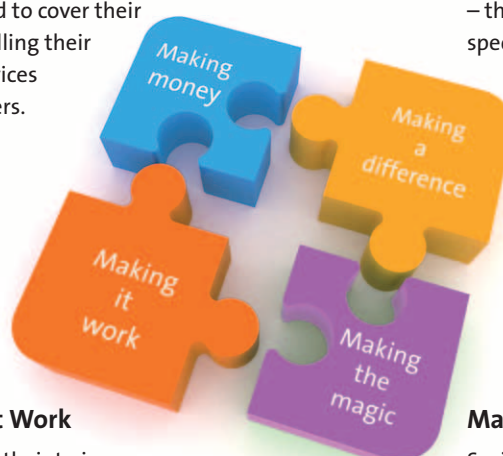 d to cover their
lling their
ices
ers.
– th
spe
Making
money
Making
a
difference
Making
it
work
Making
the
magic
t Work
Ma